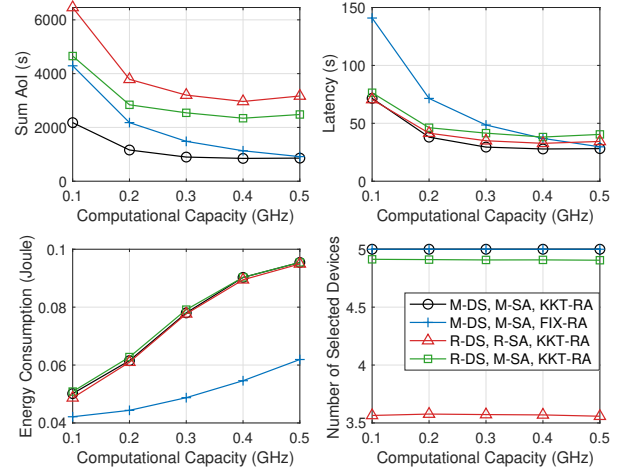 6000
4000
2000
0
0.1 0.2 0.3 0.4 0.5
Computational Capacity (GHz)
Sum AoI (s)
150
100
50
0
0.1 0.2 0.3 0.4 0.5
Computational Capacity (GHz)
Latency (s)
0.1
0.08
0.06
0.04
0.1 0.2 0.3 0.4 0.5
Computational Capacity (GHz)
Energy Consumption (Joule)
5
4.5
4
3.5
0.1 0.2 0.3 0.4 0.5
Computational Capacity (GHz)
Number of Selected Devices
M-DS, M-SA, KKT-RA
M-DS, M-SA, FIX-RA
R-DS, R-SA, KKT-RA
R-DS, M-SA, KKT-RA